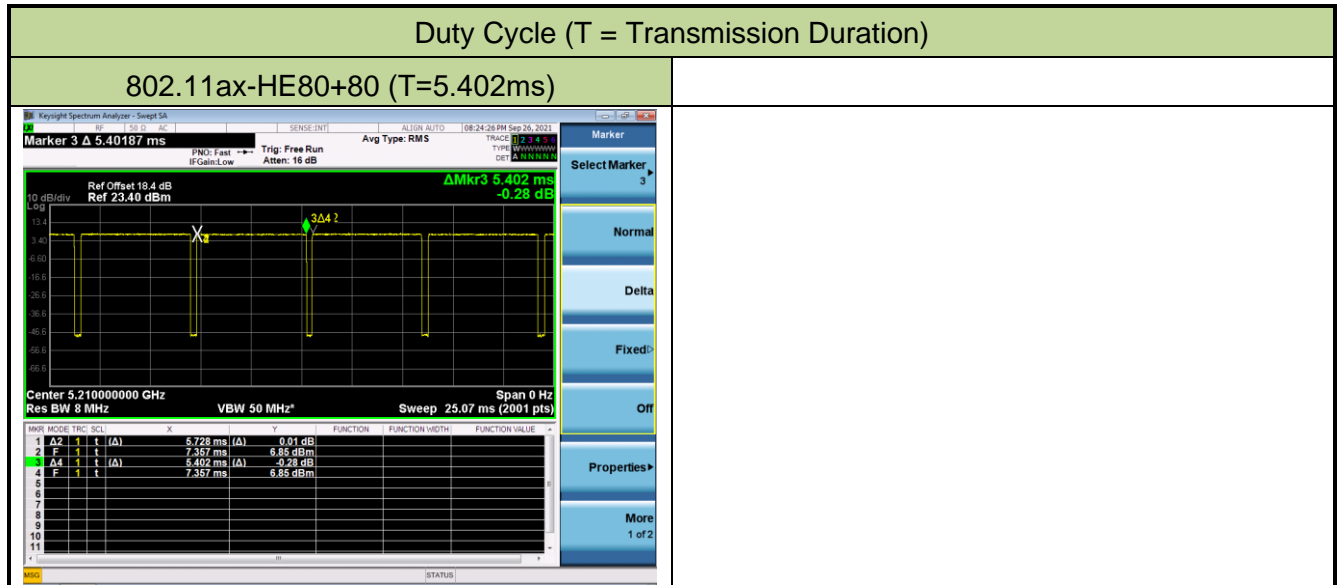 Duty Cycle (T = Transmission Duration)
802.11ax-HE80+80 (T=5.402ms)
Keysight Spectrum Analyzer - Swept SA
RF 50 Ω AC SENSE:INT ALIGN AUTO 08:24:26 PM Sep 26, 2021
Marker 3 Δ 5.40187 ms
PNO: Fast Trig: Free Run
IFGain:Low Atten: 16 dB
Avg Type: RMS
TRACE 1 2 3 4 5 6
TYPE WWWWWW
DET A N N N N N
Ref Offset 18.4 dB
10 dB/div Ref 23.40 dBm
Log
ΔMkr3 5.402 ms
-0.28 dB
13.4
3.40
-6.60
-16.6
-26.6
-36.6
-46.6
-56.6
-66.6
3Δ4
Center 5.210000000 GHz Span 0 Hz
Res BW 8 MHz VBW 50 MHz* Sweep 25.07 ms (2001 pts)
MKR MODE TRC SCL X Y FUNCTION FUNCTION WIDTH FUNCTION VALUE
1 Δ2 1 t (Δ) 5.728 ms (Δ) 0.01 dB
2 F 1 t 7.357 ms 6.85 dBm
3 Δ4 1 t (Δ) 5.402 ms (Δ) -0.28 dB
4 F 1 t 7.357 ms 6.85 dBm
5
6
7
8
9
10
11
MSG STATUS
Marker
Select Marker
3
Normal
Delta
Fixed
Off
Properties
More
1 of 2